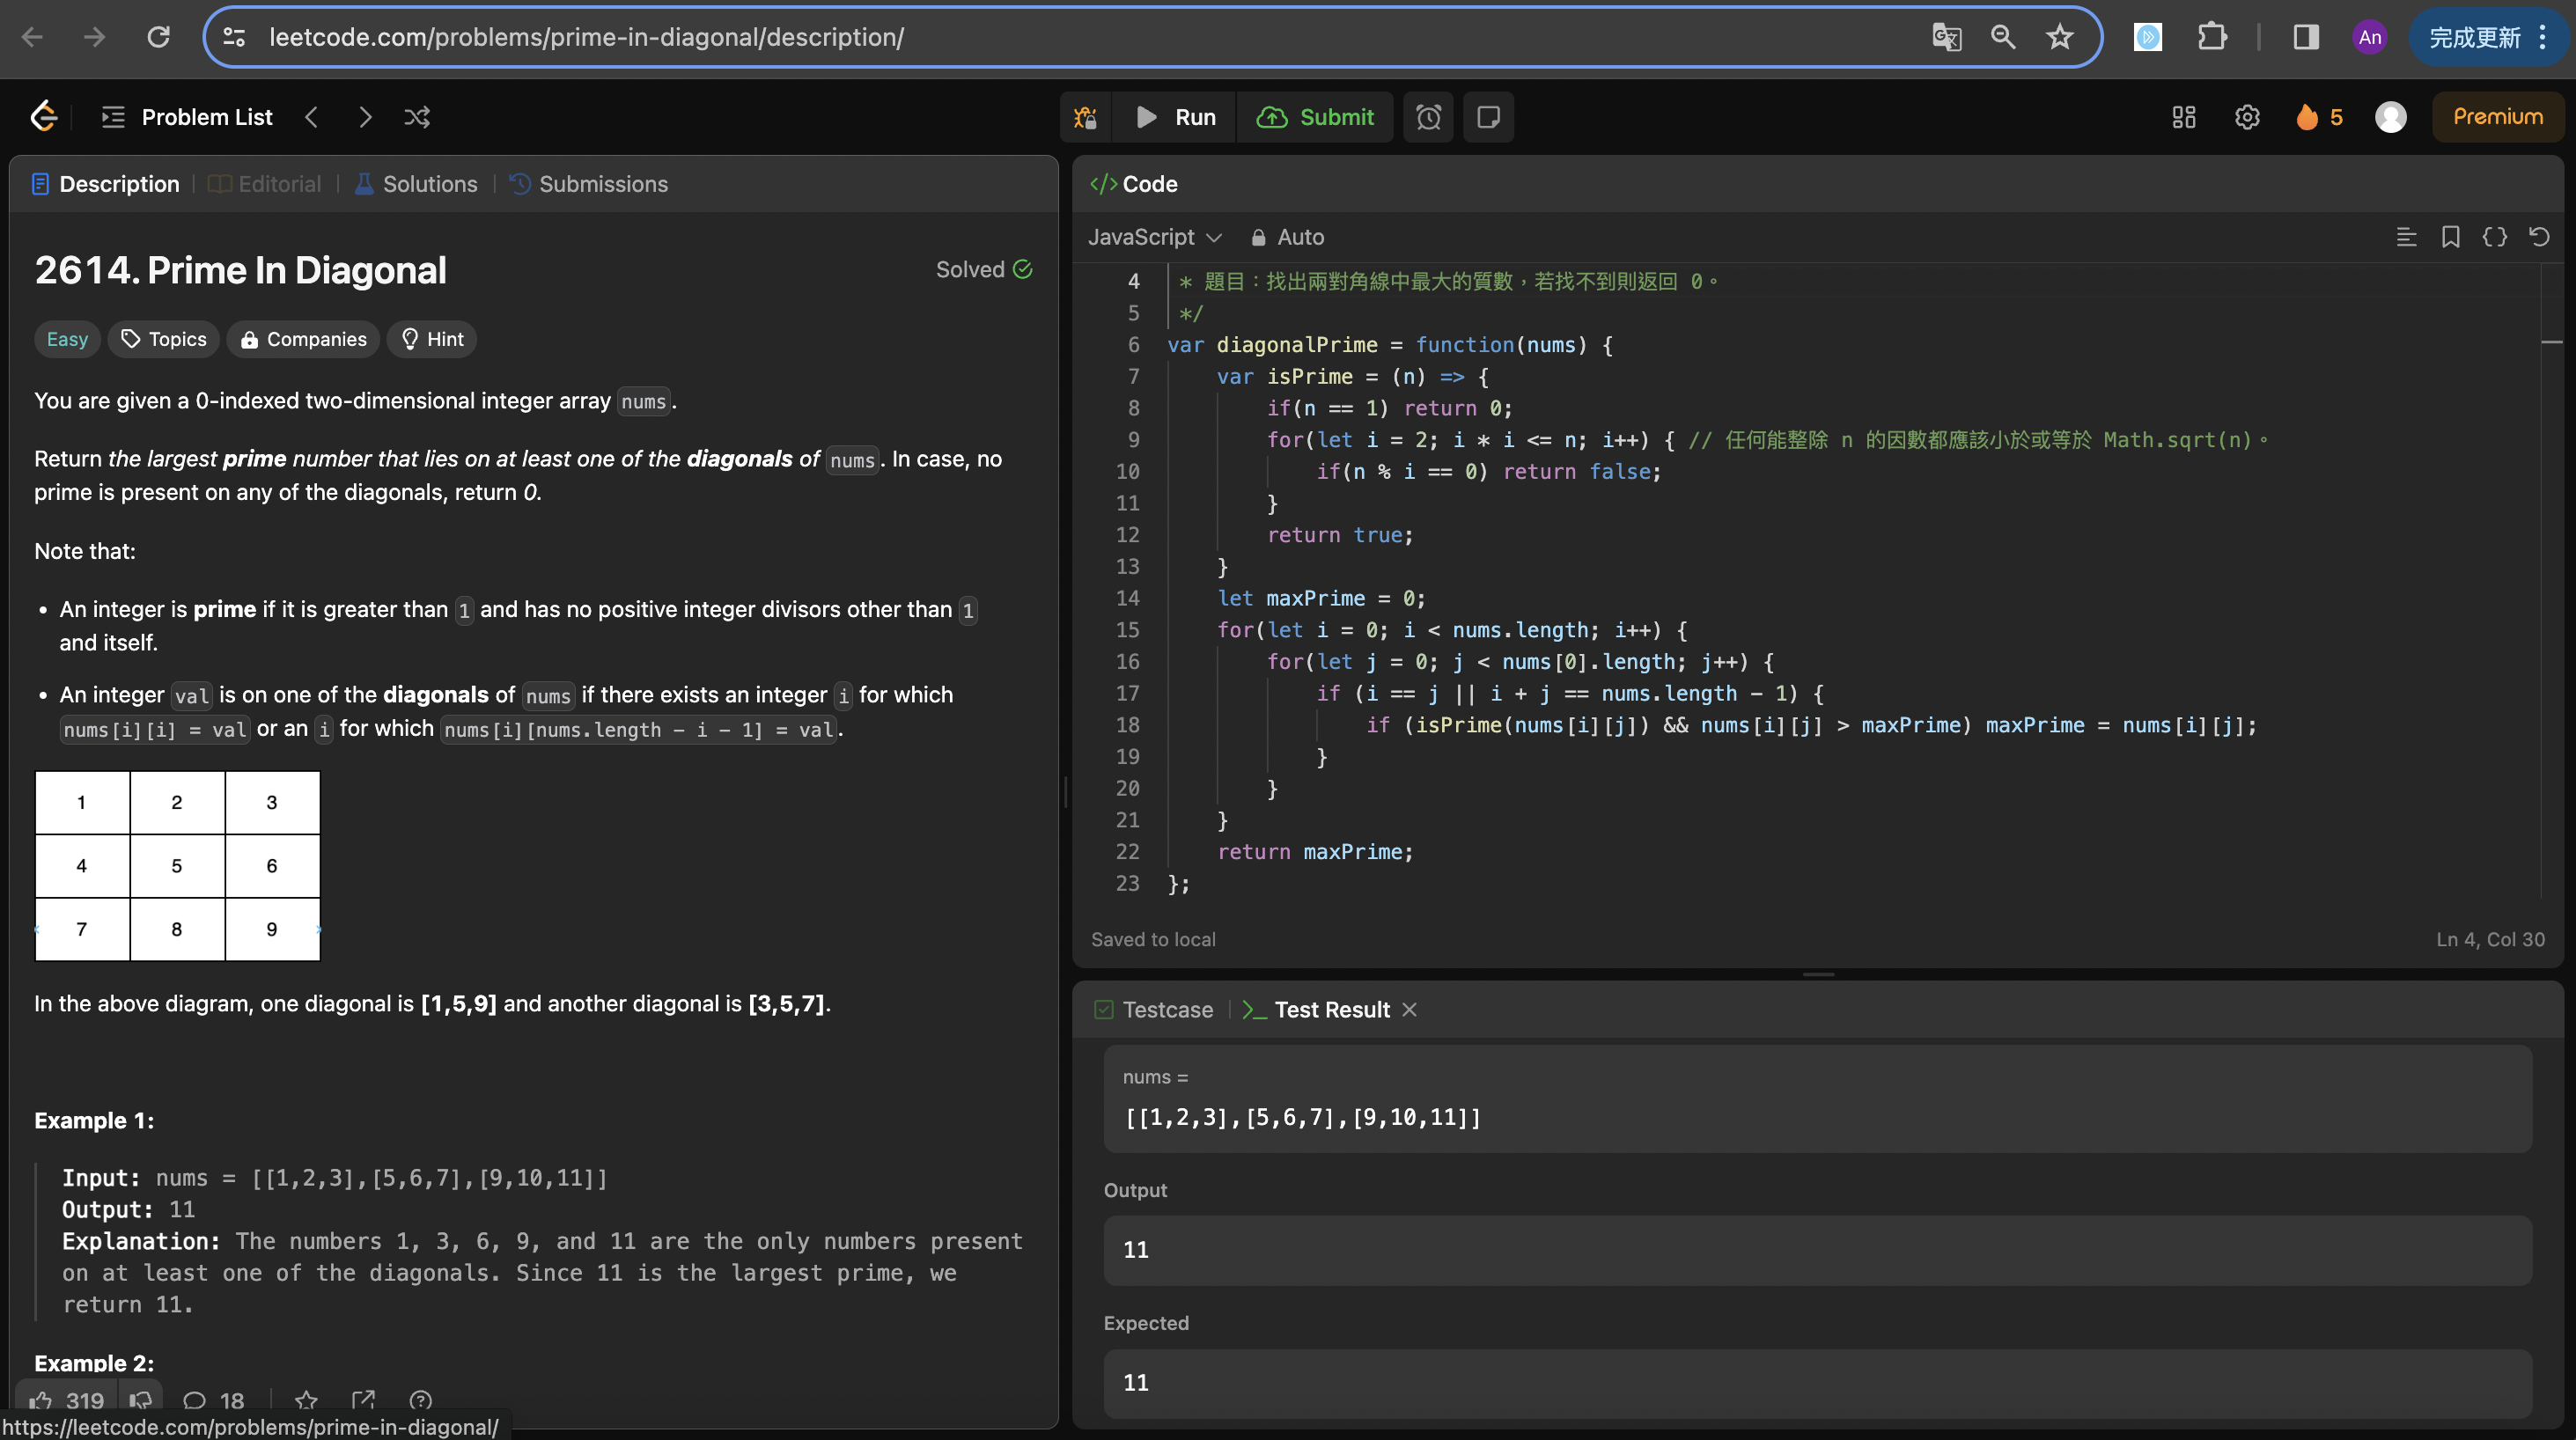 leetcode.com/problems/prime-in-diagonal/description/
An
完成更新
Problem List
Run
Submit
5
Premium
Description
Editorial
Solutions
Submissions
2614. Prime In Diagonal
Solved
Easy
Topics
Companies
Hint
You are given a 0-indexed two-dimensional integer array nums.
Return the largest prime number that lies on at least one of the diagonals of nums. In case, no
prime is present on any of the diagonals, return 0.
Note that:
• An integer is prime if it is greater than 1 and has no positive integer divisors other than 1
and itself.
• An integer val is on one of the diagonals of nums if there exists an integer i for which
nums[i][i] = val or an i for which nums[i][nums.length - i - 1] = val.
1 2 3
4 5 6
7 8 9
In the above diagram, one diagonal is [1,5,9] and another diagonal is [3,5,7].
Example 1:
Input: nums = [[1,2,3],[5,6,7],[9,10,11]]
Output: 11
Explanation: The numbers 1, 3, 6, 9, and 11 are the only numbers present
on at least one of the diagonals. Since 11 is the largest prime, we
return 11.
Example 2:
319
18
https://leetcode.com/problems/prime-in-diagonal/
</> Code
JavaScript
Auto
4 * 題目：找出兩對角線中最大的質數，若找不到則返回 0。
5 */
6 var diagonalPrime = function(nums) {
7 var isPrime = (n) => {
8 if(n == 1) return 0;
9 for(let i = 2; i * i <= n; i++) { // 任何能整除 n 的因數都應該小於或等於 Math.sqrt(n)。
10 if(n % i == 0) return false;
11 }
12 return true;
13 }
14 let maxPrime = 0;
15 for(let i = 0; i < nums.length; i++) {
16 for(let j = 0; j < nums[0].length; j++) {
17 if (i == j || i + j == nums.length - 1) {
18 if (isPrime(nums[i][j]) && nums[i][j] > maxPrime) maxPrime = nums[i][j];
19 }
20 }
21 }
22 return maxPrime;
23 };
Saved to local
Ln 4, Col 30
Testcase
Test Result
nums =
[[1,2,3],[5,6,7],[9,10,11]]
Output
11
Expected
11